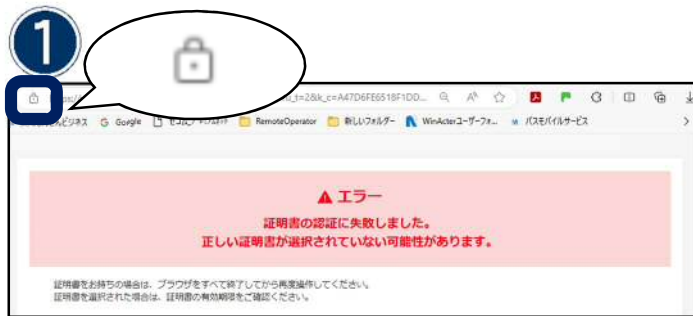 1
_t=2&k_c=A47D6FE6518F1DD...
Google
RemoteOperator
新しいフォルダー
WinActorユーザーフォ...
パスモバイルサービス
エラー
証明書の認証に失敗しました。
正しい証明書が選択されていない可能性があります。
証明書をお持ちの場合は、ブラウザをすべて終了してから再度操作してください。
証明書を選択された場合は、証明書の有効期限をご確認ください。